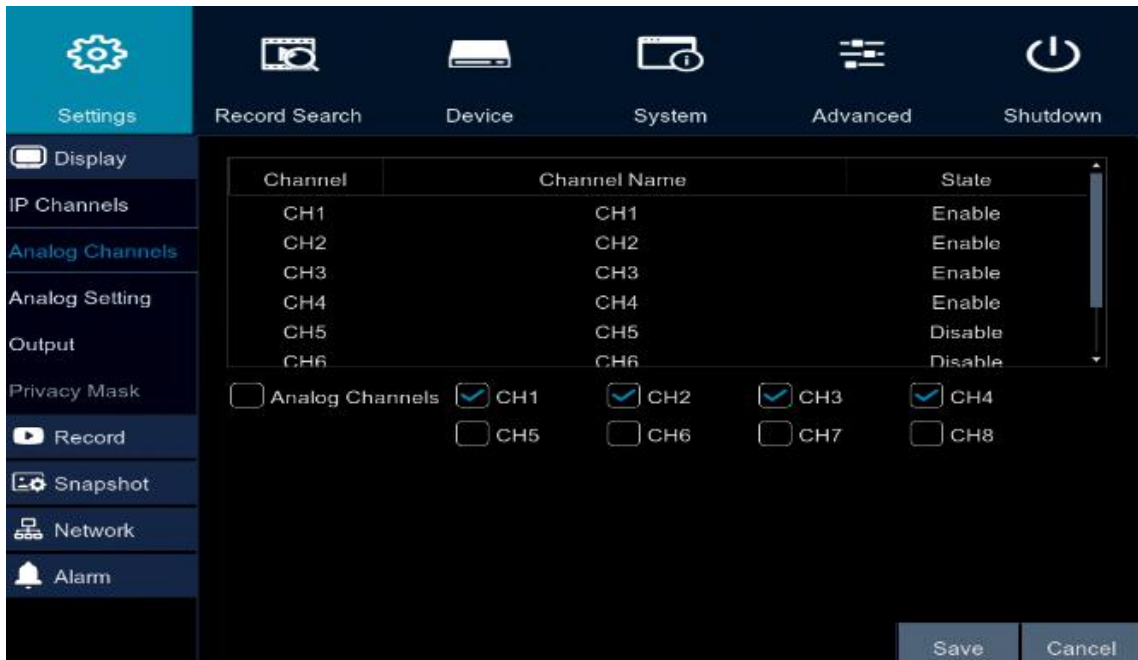 Settings Record Search Device System Advanced Shutdown
Display
IP Channels
Analog Channels
Analog Setting
Output
Privacy Mask
Record
Snapshot
Network
Alarm
Channel Channel Name State
CH1 CH1 Enable
CH2 CH2 Enable
CH3 CH3 Enable
CH4 CH4 Enable
CH5 CH5 Disable
CH6 CH6 Disable
Analog Channels CH1 CH2 CH3 CH4
CH5 CH6 CH7 CH8
Save Cancel